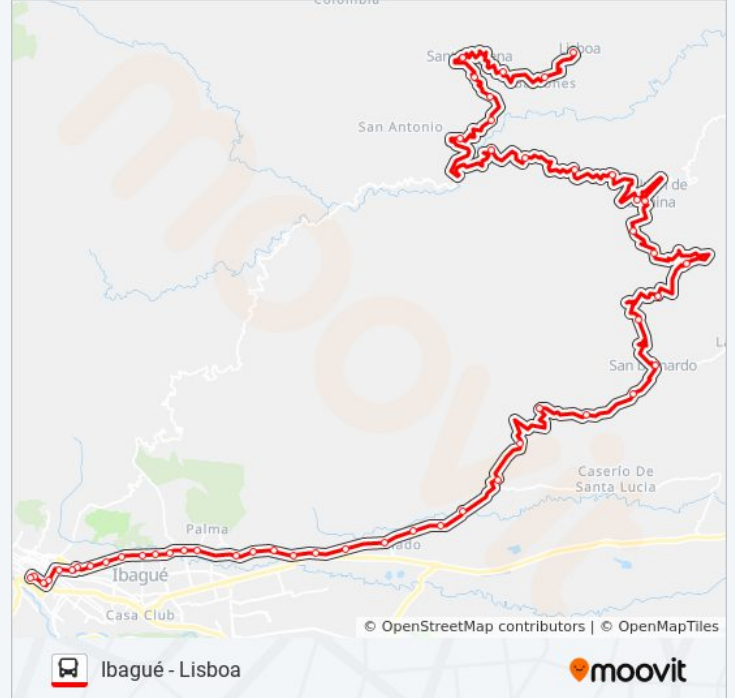 Colombia
Lisboa
San Antonio
San Bernardo
Caserío De
Santa Lucia
Palma
Ibagué
Casa Club
© OpenStreetMap contributors | © OpenMapTiles
Ibagué - Lisboa
moovit